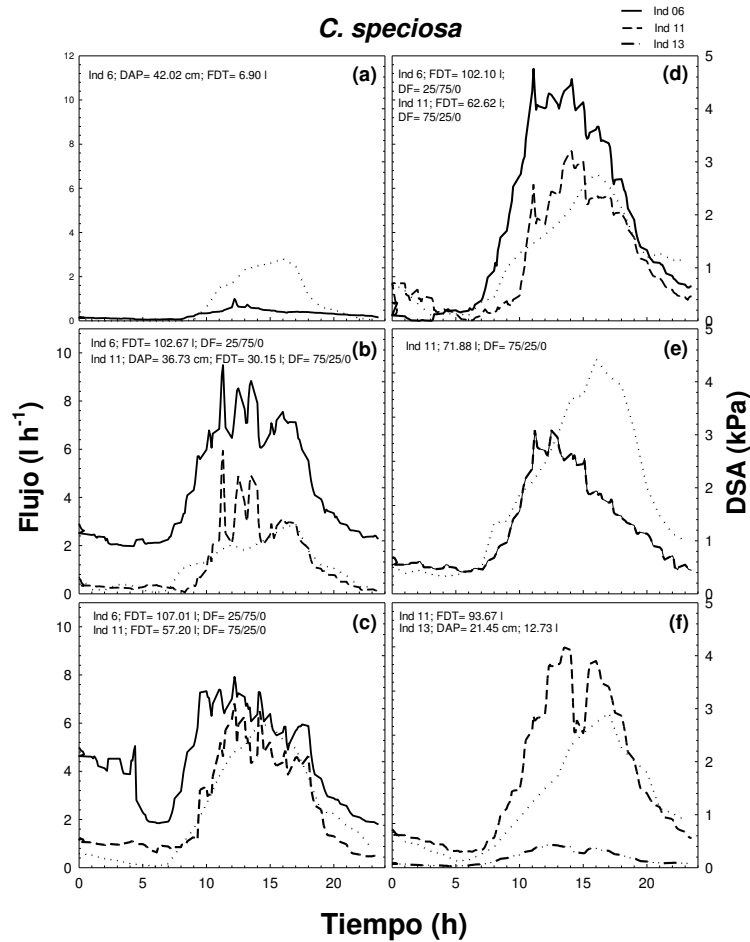 C. speciosa
Ind 06
Ind 11
Ind 13
Ind 6; DAP= 42.02 cm; FDT= 6.90 l
(a)
12
10
8
6
4
2
0
Ind 6; FDT= 102.10 l;
DF= 25/75/0
Ind 11; FDT= 62.62 l;
DF= 75/25/0
(d)
5
4
3
2
1
0
Ind 6; FDT= 102.67 l; DF= 25/75/0
Ind 11; DAP= 36.73 cm; FDT= 30.15 l; DF= 75/25/0
(b)
10
8
6
4
2
0
Ind 11; 71.88 l; DF= 75/25/0
(e)
5
4
3
2
1
0
Flujo (l h-1)
DSA (kPa)
Ind 6; FDT= 107.01 l; DF= 25/75/0
Ind 11; FDT= 57.20 l; DF= 75/25/0
(c)
10
8
6
4
2
0
Ind 11; FDT= 93.67 l
Ind 13; DAP= 21.45 cm; 12.73 l
(f)
5
4
3
2
1
0
0 5 10 15 20
0 5 10 15 20
Tiempo (h)